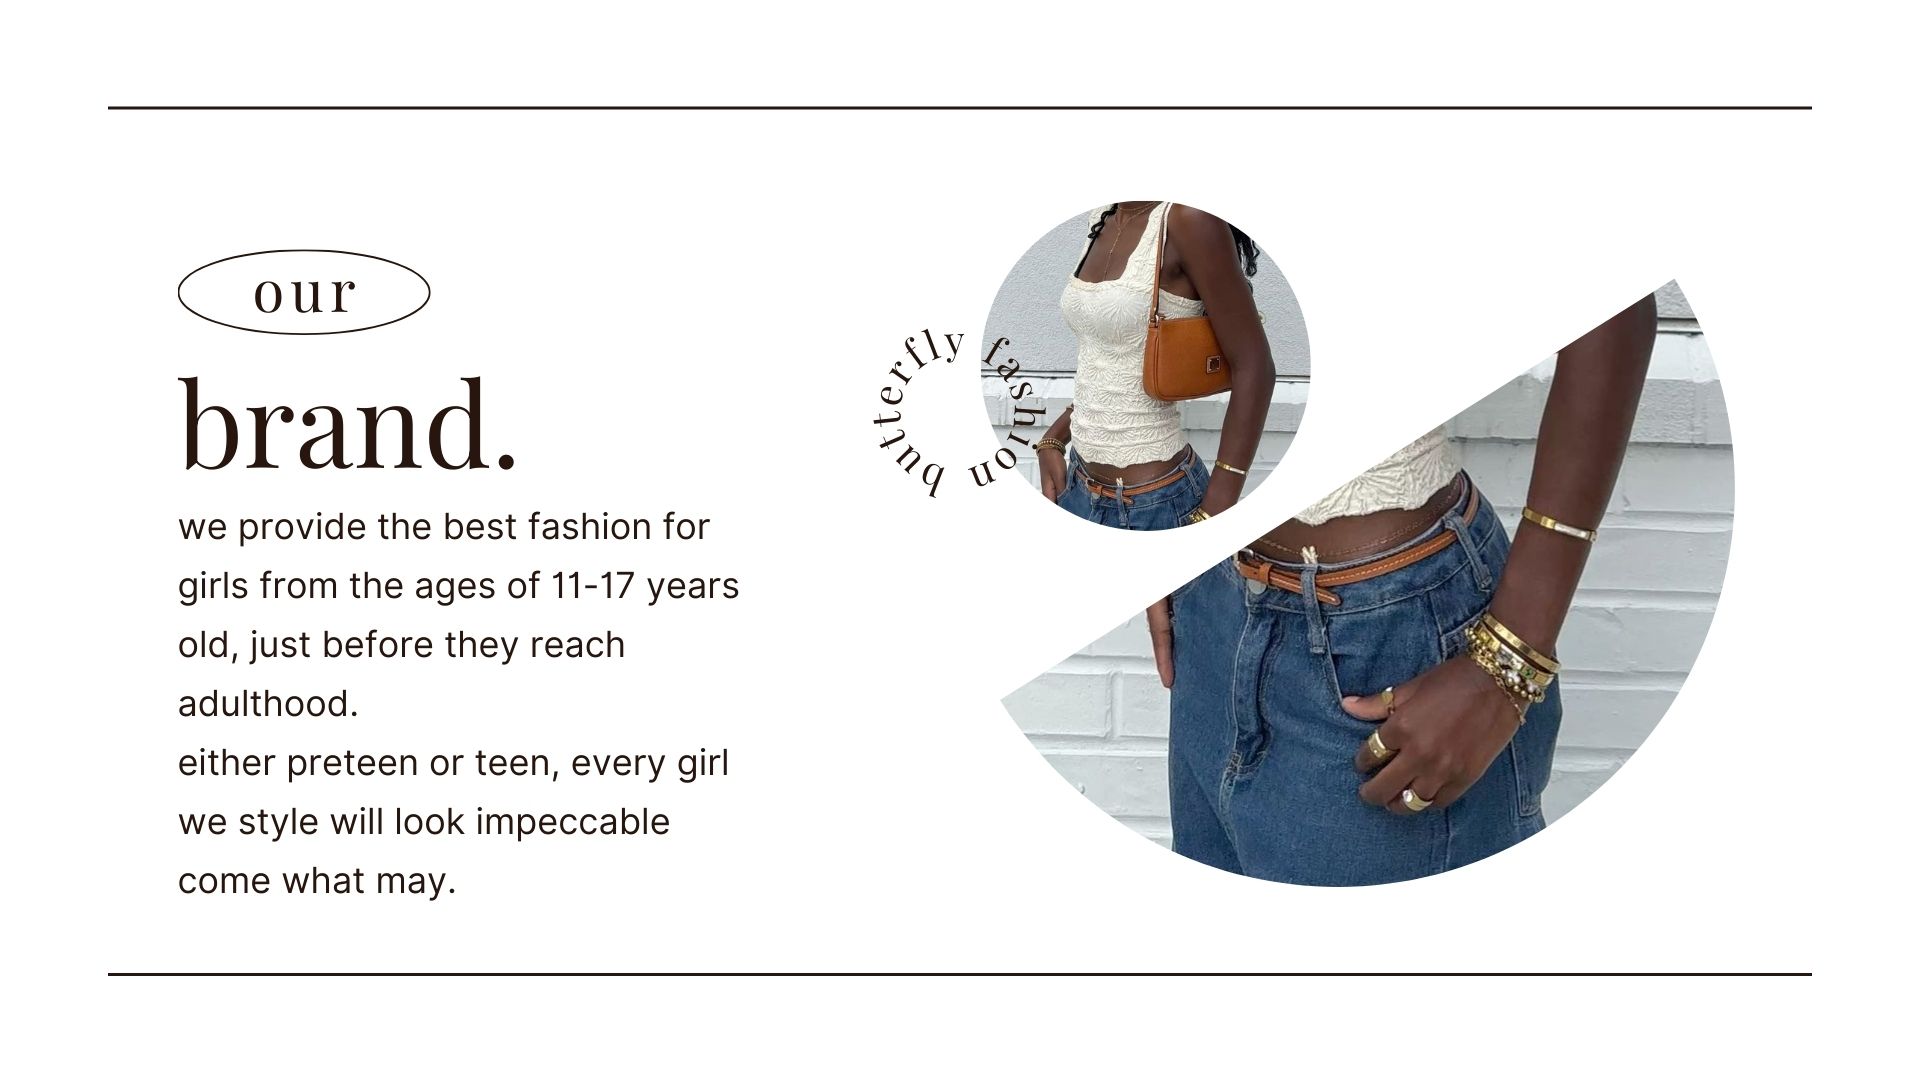 our
brand.
we provide the best fashion for
girls from the ages of 11-17 years
old, just before they reach
adulthood.
either preteen or teen, every girl
we style will look impeccable
come what may.
butterfly fashion